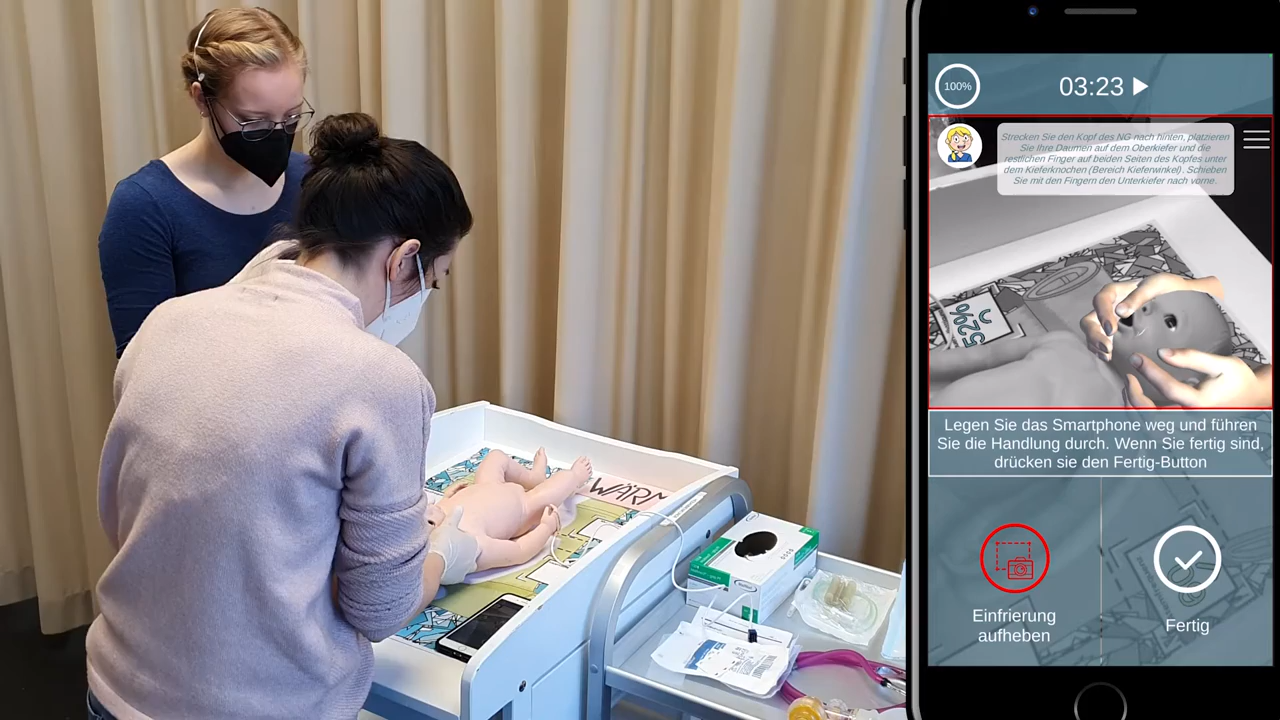 WÄRM
100%
03:23
Strecken Sie den Kopf des NG nach hinten, platzieren
Sie Ihre Daumen auf dem Oberkiefer und die
restlichen Finger auf beiden Seiten des Kopfes unter
dem Kieferknochen (Bereich Kieferwinkel). Schieben
Sie mit den Fingern den Unterkiefer nach vorne.
52%
Legen Sie das Smartphone weg und führen
Sie die Handlung durch. Wenn Sie fertig sind,
drücken sie den Fertig-Button
Einfrierung
aufheben
Fertig